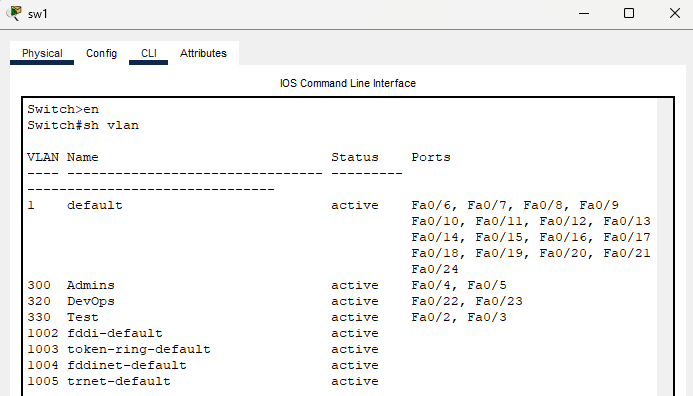 sw1
Physical Config CLI Attributes
IOS Command Line Interface
Switch>en
Switch#sh vlan
VLAN Name                             Status    Ports
---- -------------------------------- ---------
-------------------------------
1    default                          active    Fa0/6, Fa0/7, Fa0/8, Fa0/9
                                                Fa0/10, Fa0/11, Fa0/12, Fa0/13
                                                Fa0/14, Fa0/15, Fa0/16, Fa0/17
                                                Fa0/18, Fa0/19, Fa0/20, Fa0/21
                                                Fa0/24
300  Admins                           active    Fa0/4, Fa0/5
320  DevOps                           active    Fa0/22, Fa0/23
330  Test                             active    Fa0/2, Fa0/3
1002 fddi-default                     active
1003 token-ring-default               active
1004 fddinet-default                  active
1005 trnet-default                    active